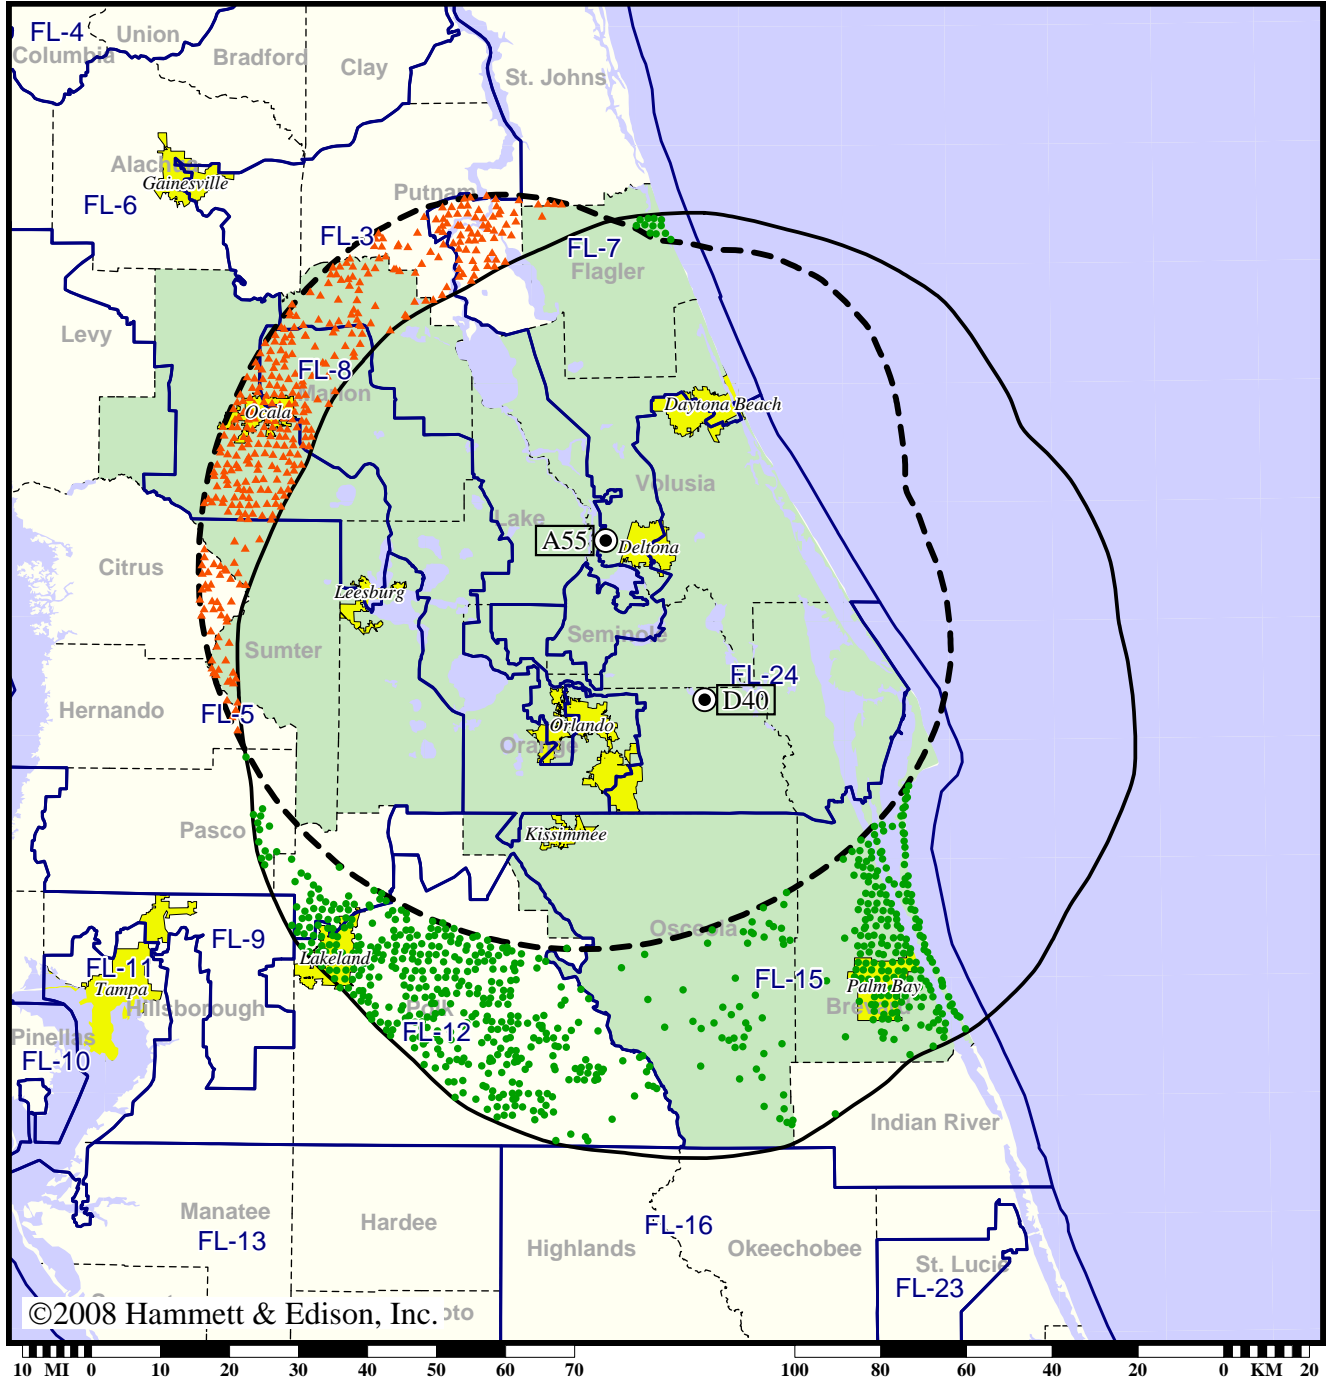 FL-4
Union
Columbia
Bradford
Clay
St. Johns
Alachua
Gainesville
Putnam
FL-6
FL-3
FL-7
Flagler
Levy
FL-8
Marion
Ocala
Daytona Beach
Volusia
Lake
A55
Deltona
Citrus
Leesburg
Seminole
Sumter
FL-24
D40
Hernando
FL-5
Orlando
Orange
Pasco
Kissimmee
Osceola
FL-9
Lakeland
FL-11
Tampa
FL-15
Palm Bay
Hillsborough
Polk
Brevard
Pinellas
FL-12
FL-10
Indian River
Manatee
Hardee
FL-16
FL-13
Highlands
Okeechobee
St. Lucie
FL-23
©2008 Hammett & Edison, Inc.
10 MI 0 10 20 30 40 50 60 70 100 80 60 40 20 0 KM 20